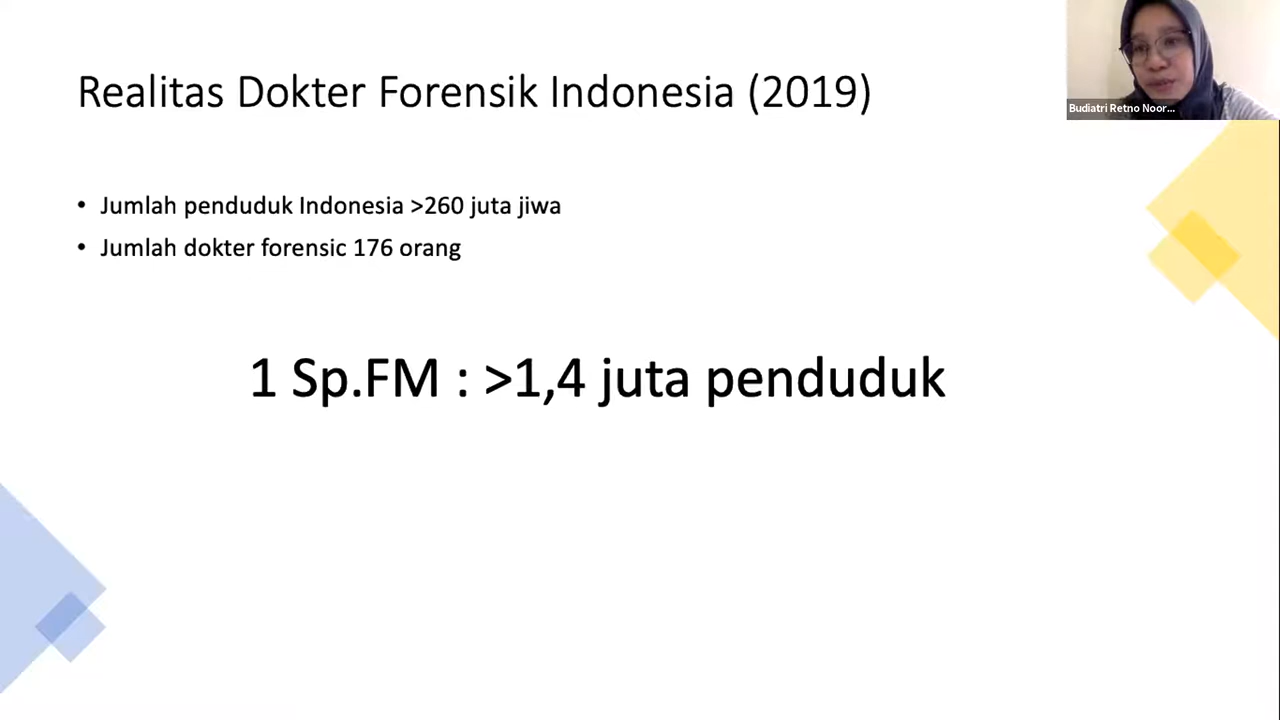 Realitas Dokter Forensik Indonesia (2019)
Budiatri Retno Noor...
• Jumlah penduduk Indonesia >260 juta jiwa
• Jumlah dokter forensic 176 orang
1 Sp.FM : >1,4 juta penduduk